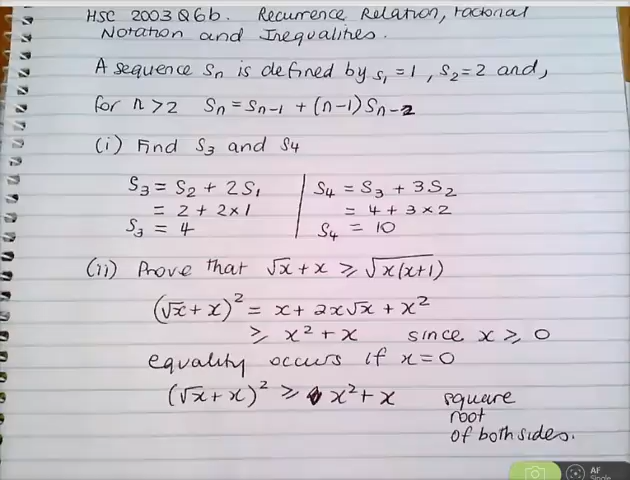 HSC 2003 Q6b. Recurrence Relation, Factorial
Notation and Inequalities.
A sequence Sn is defined by S₁ = 1, S₂ = 2 and,
for n > 2 Sn = Sn-1 + (n-1) Sn-2
(i) Find S₃ and S₄
S₃ = S₂ + 2S₁
= 2 + 2×1
S₃ = 4
S₄ = S₃ + 3S₂
= 4 + 3×2
S₄ = 10
(ii) Prove that √x + x ≥ √x(x+1)
(√x + x)² = x + 2x√x + x²
≥ x² + x since x ≥ 0
equality occurs if x = 0
(√x + x)² ≥ x² + x square
root
of both sides.
AF
Single